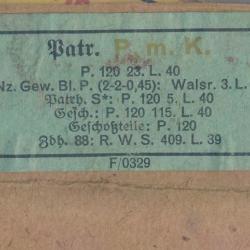 Patr. P. m. K.
P. 120 23. L. 40
Nz. Gew. Bl. P. (2-2-0,45): Walsr. 3. L.
Patrh. S*: P. 120 5. L. 40
Gesch.: P. 120 115. L. 40
Geschoßteile: P. 120
Zdh. 88: R. W. S. 409. L. 39
F/0329